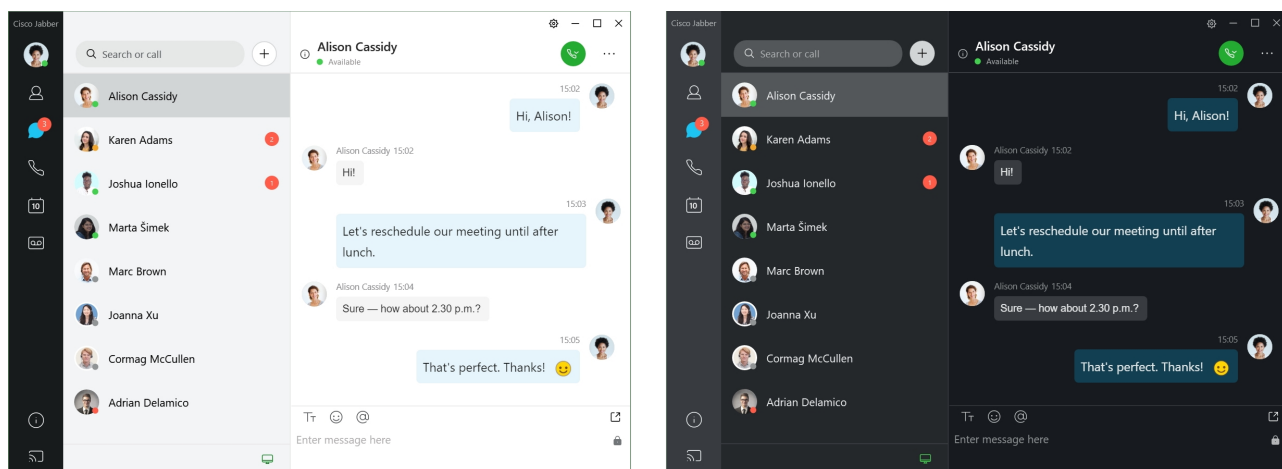 Cisco Jabber
Search or call
Alison Cassidy
Available
3
10
Alison Cassidy
Karen Adams
2
Joshua Ionello
1
Marta Šimek
Marc Brown
Joanna Xu
Cormag McCullen
Adrian Delamico
15:02
Hi, Alison!
Alison Cassidy 15:02
Hi!
15:03
Let's reschedule our meeting until after
lunch.
Alison Cassidy 15:04
Sure — how about 2.30 p.m.?
15:05
That's perfect. Thanks!
TT @
Enter message here
Cisco Jabber
Search or call
Alison Cassidy
Available
3
10
Alison Cassidy
Karen Adams
2
Joshua Ionello
1
Marta Šimek
Marc Brown
Joanna Xu
Cormag McCullen
Adrian Delamico
15:02
Hi, Alison!
Alison Cassidy 15:02
Hi!
15:03
Let's reschedule our meeting until after
lunch.
Alison Cassidy 15:04
Sure — how about 2.30 p.m.?
15:05
That's perfect. Thanks!
TT @
Enter message here